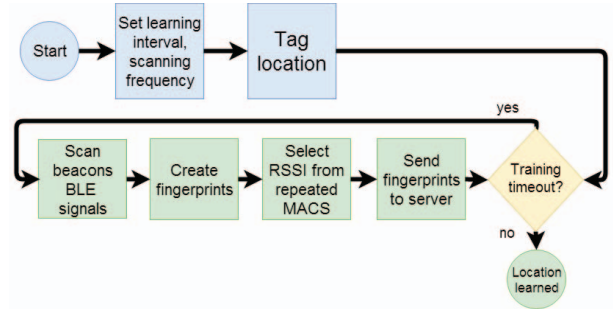 Start
Set learning
interval,
scanning
frequency
Tag
location
yes
Scan
beacons
BLE
signals
Create
fingerprints
Select
RSSI from
repeated
MACS
Send
fingerprints
to server
Training
timeout?
no
Location
learned